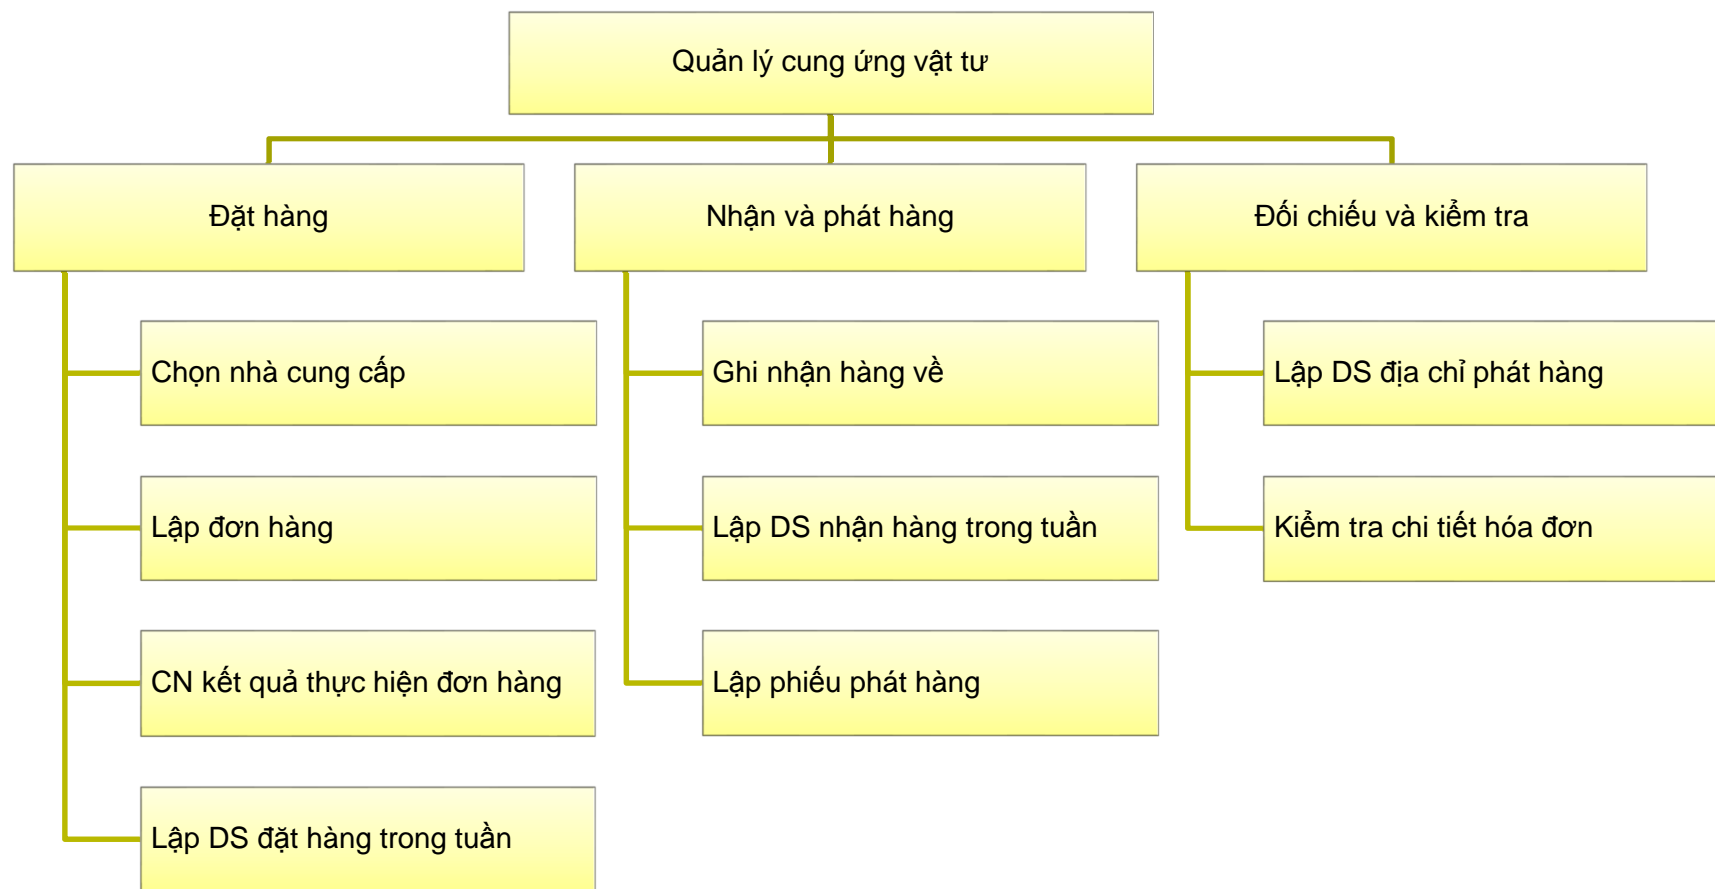 Quản lý cung ứng vật tư
Đặt hàng
Nhận và phát hàng
Đối chiếu và kiểm tra
Chọn nhà cung cấp
Lập đơn hàng
CN kết quả thực hiện đơn hàng
Lập DS đặt hàng trong tuần
Ghi nhận hàng về
Lập DS nhận hàng trong tuần
Lập phiếu phát hàng
Lập DS địa chỉ phát hàng
Kiểm tra chi tiết hóa đơn